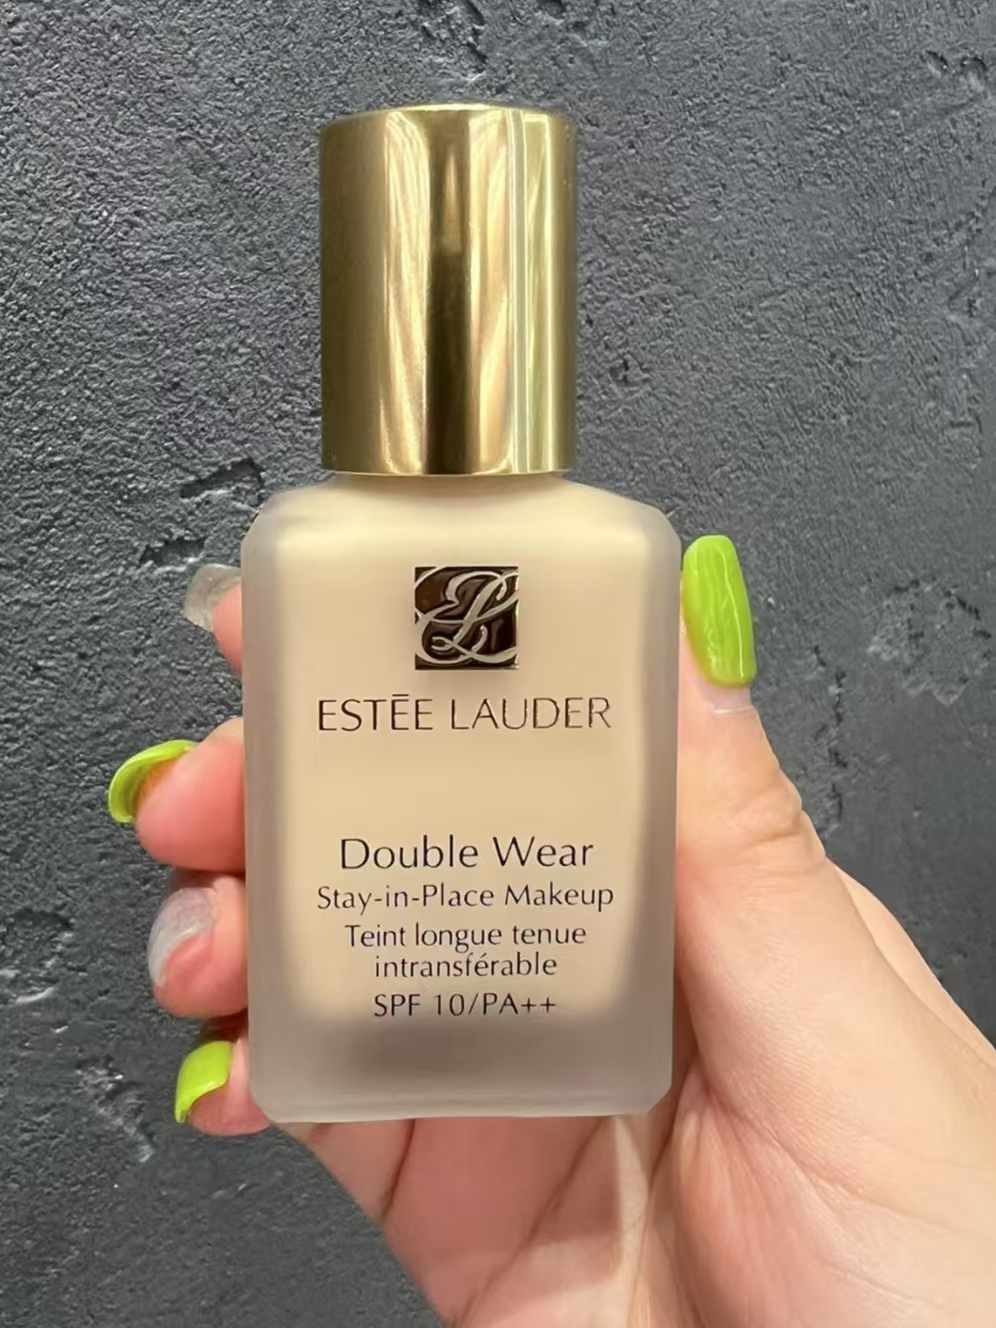 ESTĒE LAUDER
Double Wear
Stay-in-Place Makeup
Teint longue tenue
intransférable
SPF 10/PA++